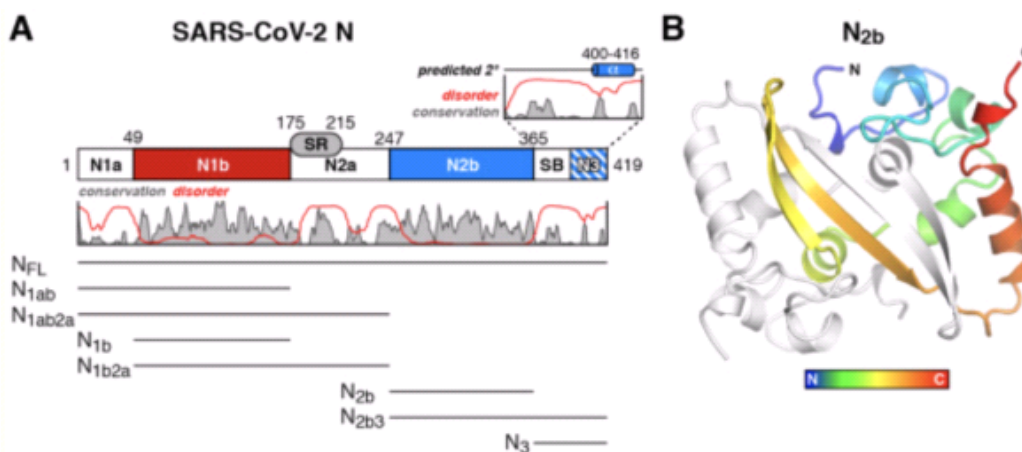 A
SARS-CoV-2 N
400-416
predicted 2° α
disorder
conservation
49 175 215 247 365
SR
1 N1a N1b N2a N2b SB N3 419
conservation disorder
NFL
N1ab
N1ab2a
N1b
N1b2a
N2b
N2b3
N3
B
N2b
N
N C